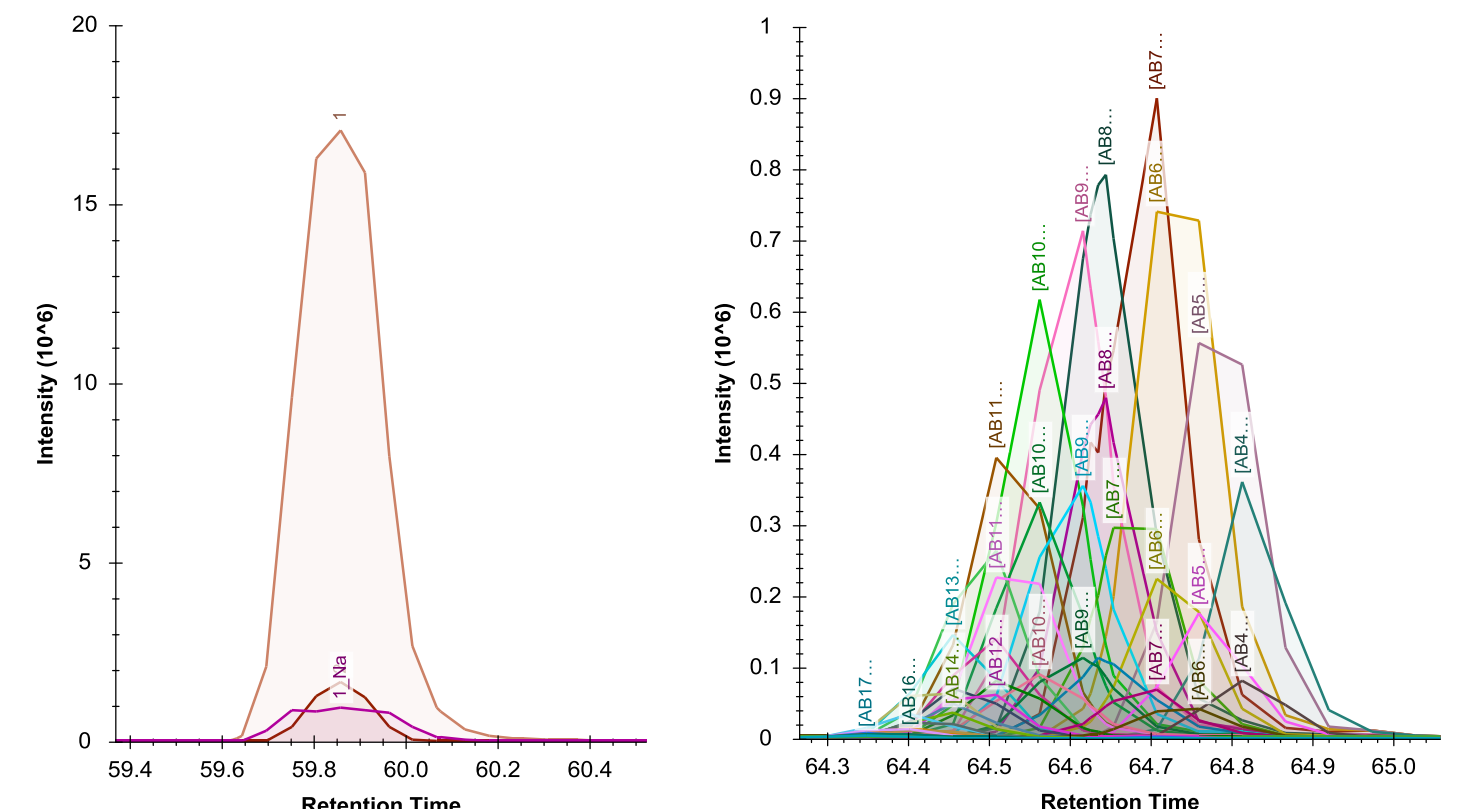 20
15
10
5
0
Intensity (10^6)
1
1_Na
59.4 59.6 59.8 60.0 60.2 60.4
Retention Time
1
0.9
0.8
0.7
0.6
0.5
0.4
0.3
0.2
0.1
0
Intensity (10^6)
[AB17…
[AB16…
[AB13…
[AB14…
[AB11…
[AB11…
[AB12…
[AB10…
[AB10…
[AB10…
[AB9…
[AB9…
[AB9…
[AB8…
[AB8…
[AB7…
[AB7…
[AB6…
[AB6…
[AB7…
[AB5…
[AB5…
[AB6…
[AB4…
[AB4…
64.3 64.4 64.5 64.6 64.7 64.8 64.9 65.0
Retention Time